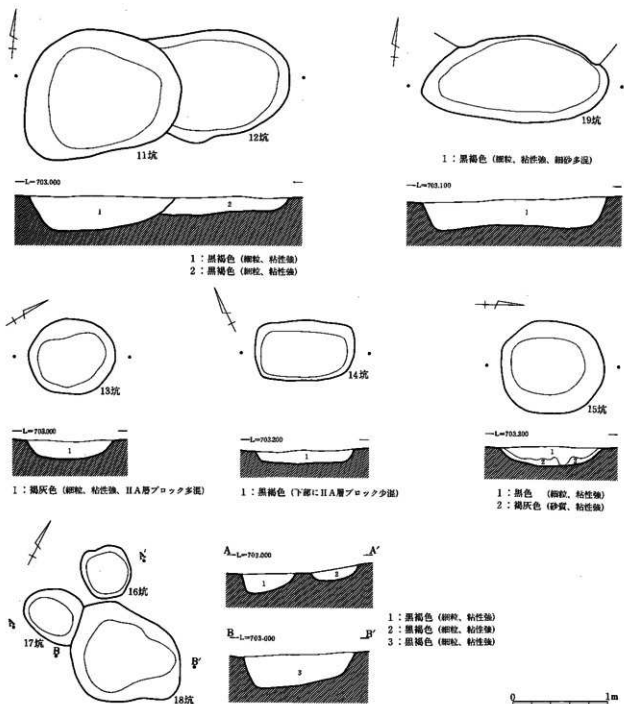 11坑
12坑
L=703.000
1
2
1：黒褐色（細粒、粘性強）
2：黒褐色（細粒、粘性強）
19坑
1：黒褐色（細粒、粘性強、細砂多混）
L=703.100
1
13坑
L=703.000
1
1：褐灰色（細粒、粘性強、IIA層ブロック多混）
14坑
L=703.200
1
1：黒褐色（下部にIIA層ブロック少混）
15坑
L=703.300
1
2
1：黒色　（細粒、粘性強）
2：褐灰色（砂質、粘性強）
A′
16坑
A
17坑
B
B′
18坑
A
A′
1
2
B
L=703.000
B′
3
1：黒褐色（細粒、粘性強）
2：黒褐色（細粒、粘性強）
3：黒褐色（細粒、粘性強）
0
1m